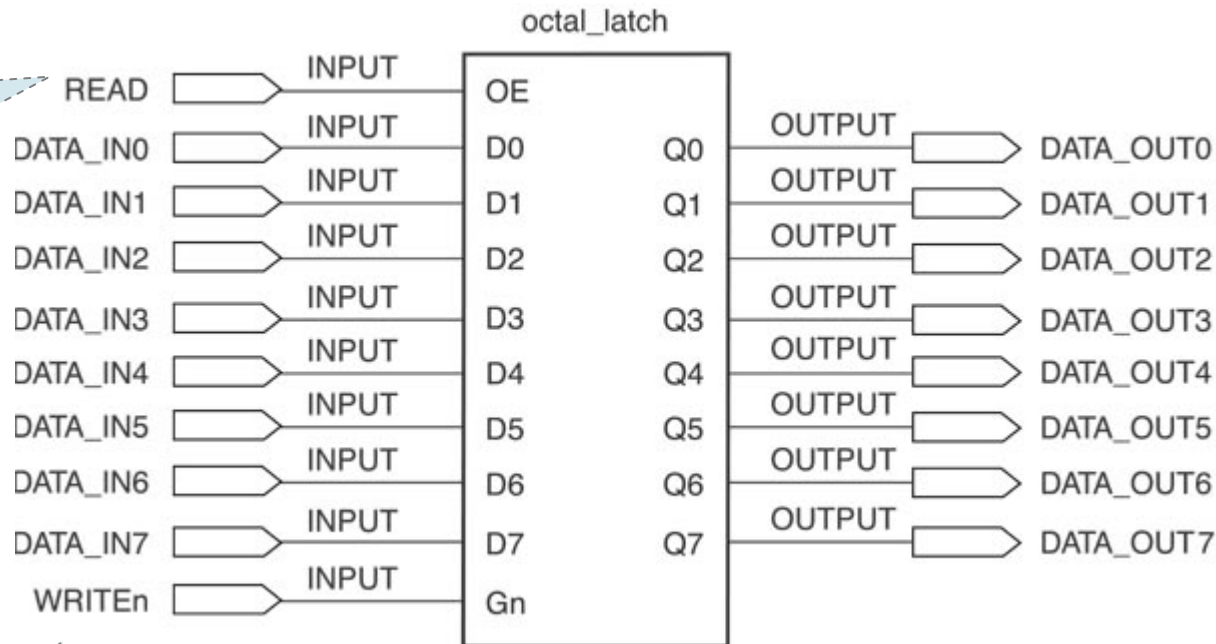 octal_latch
READ INPUT OE
DATA_IN0 INPUT D0 Q0 OUTPUT DATA_OUT0
DATA_IN1 INPUT D1 Q1 OUTPUT DATA_OUT1
DATA_IN2 INPUT D2 Q2 OUTPUT DATA_OUT2
DATA_IN3 INPUT D3 Q3 OUTPUT DATA_OUT3
DATA_IN4 INPUT D4 Q4 OUTPUT DATA_OUT4
DATA_IN5 INPUT D5 Q5 OUTPUT DATA_OUT5
DATA_IN6 INPUT D6 Q6 OUTPUT DATA_OUT6
DATA_IN7 INPUT D7 Q7 OUTPUT DATA_OUT7
WRITEn INPUT Gn